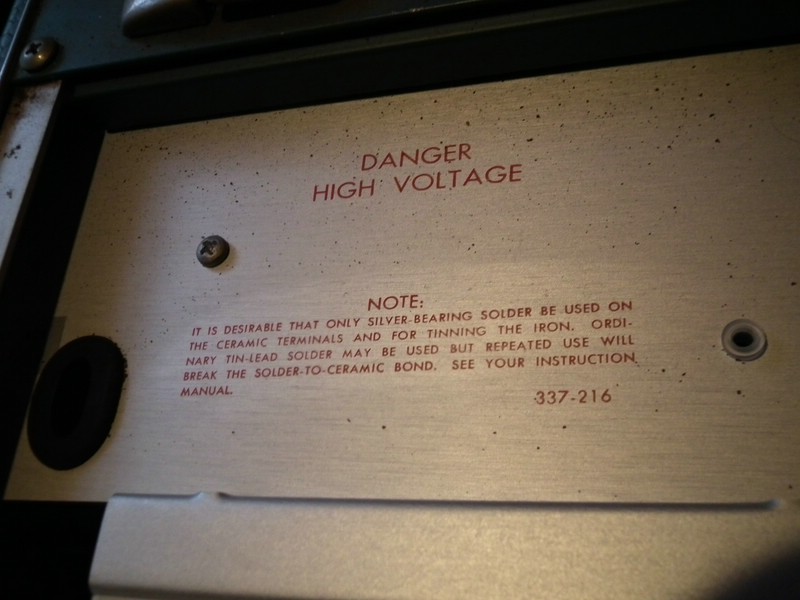 DANGER
HIGH VOLTAGE
NOTE:
IT IS DESIRABLE THAT ONLY SILVER-BEARING SOLDER BE USED ON
THE CERAMIC TERMINALS AND FOR TINNING THE IRON. ORDI-
NARY TIN-LEAD SOLDER MAY BE USED BUT REPEATED USE WILL
BREAK THE SOLDER-TO-CERAMIC BOND. SEE YOUR INSTRUCTION
MANUAL.
337-216